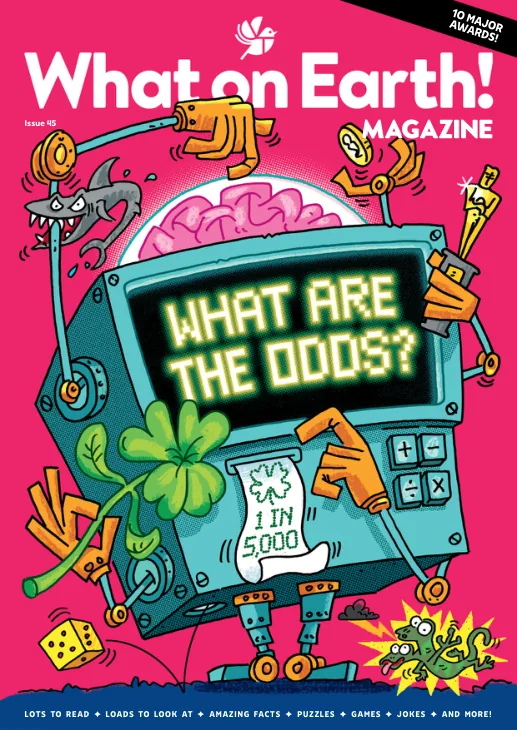 10 MAJOR
AWARDS!
What on Earth!
Issue 45
MAGAZINE
WHAT ARE
THE ODDS?
+ −
÷ X
1 IN
5,000
LOTS TO READ ✦ LOADS TO LOOK AT ✦ AMAZING FACTS ✦ PUZZLES ✦ GAMES ✦ JOKES ✦ AND MORE!